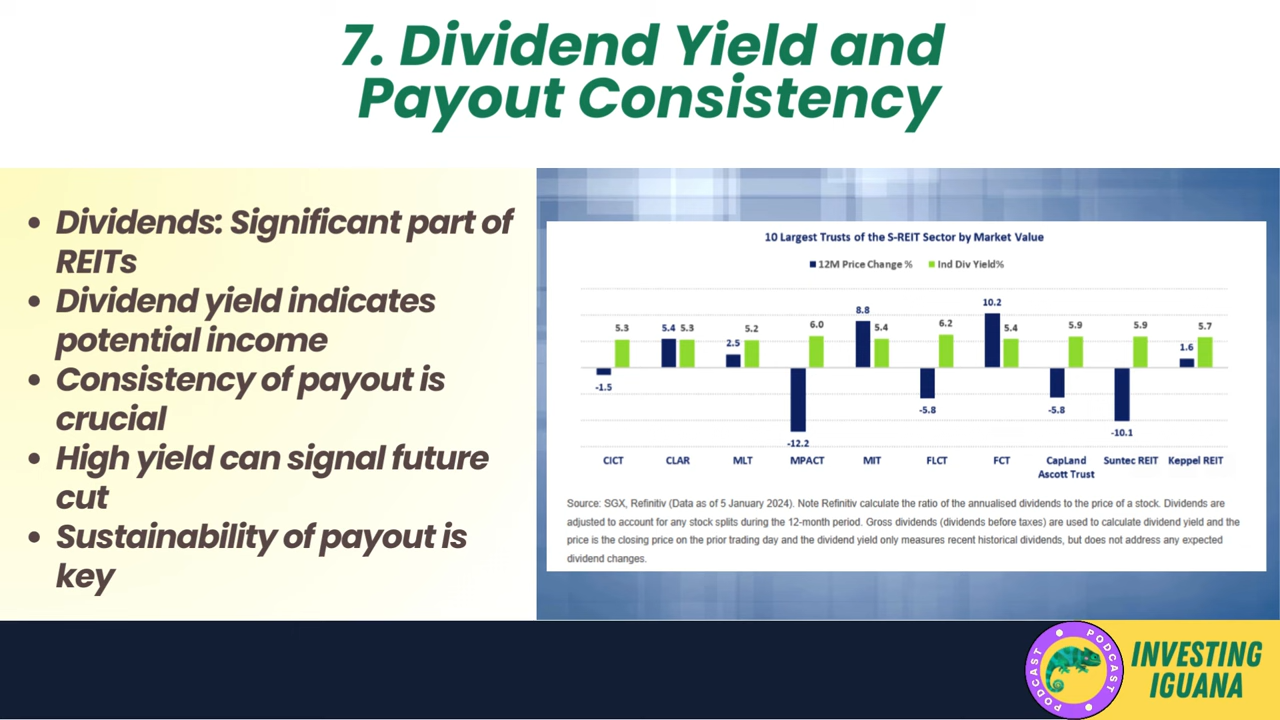 7. Dividend Yield and
Payout Consistency
• Dividends: Significant part of
REITs
• Dividend yield indicates
potential income
• Consistency of payout is
crucial
• High yield can signal future
cut
• Sustainability of payout is
key
10 Largest Trusts of the S-REIT Sector by Market Value
12M Price Change % Ind Div Yield%
-1.5 5.3
5.4 5.3
2.5 5.2
-12.2 6.0
8.8 5.4
-5.8 6.2
10.2 5.4
-5.8 5.9
-10.1 5.9
1.6 5.7
CICT CLAR MLT MPACT MIT FLCT FCT CapLand Suntec REIT Keppel REIT
Ascott Trust
Source: SGX, Refinitiv (Data as of 5 January 2024). Note Refinitiv calculate the ratio of the annualised dividends to the price of a stock. Dividends are
adjusted to account for any stock splits during the 12-month period. Gross dividends (dividends before taxes) are used to calculate dividend yield and the
price is the closing price on the prior trading day and the dividend yield only measures recent historical dividends, but does not address any expected
dividend changes.
PODCAST
PODCAST
PODCAST
INVESTING
IGUANA